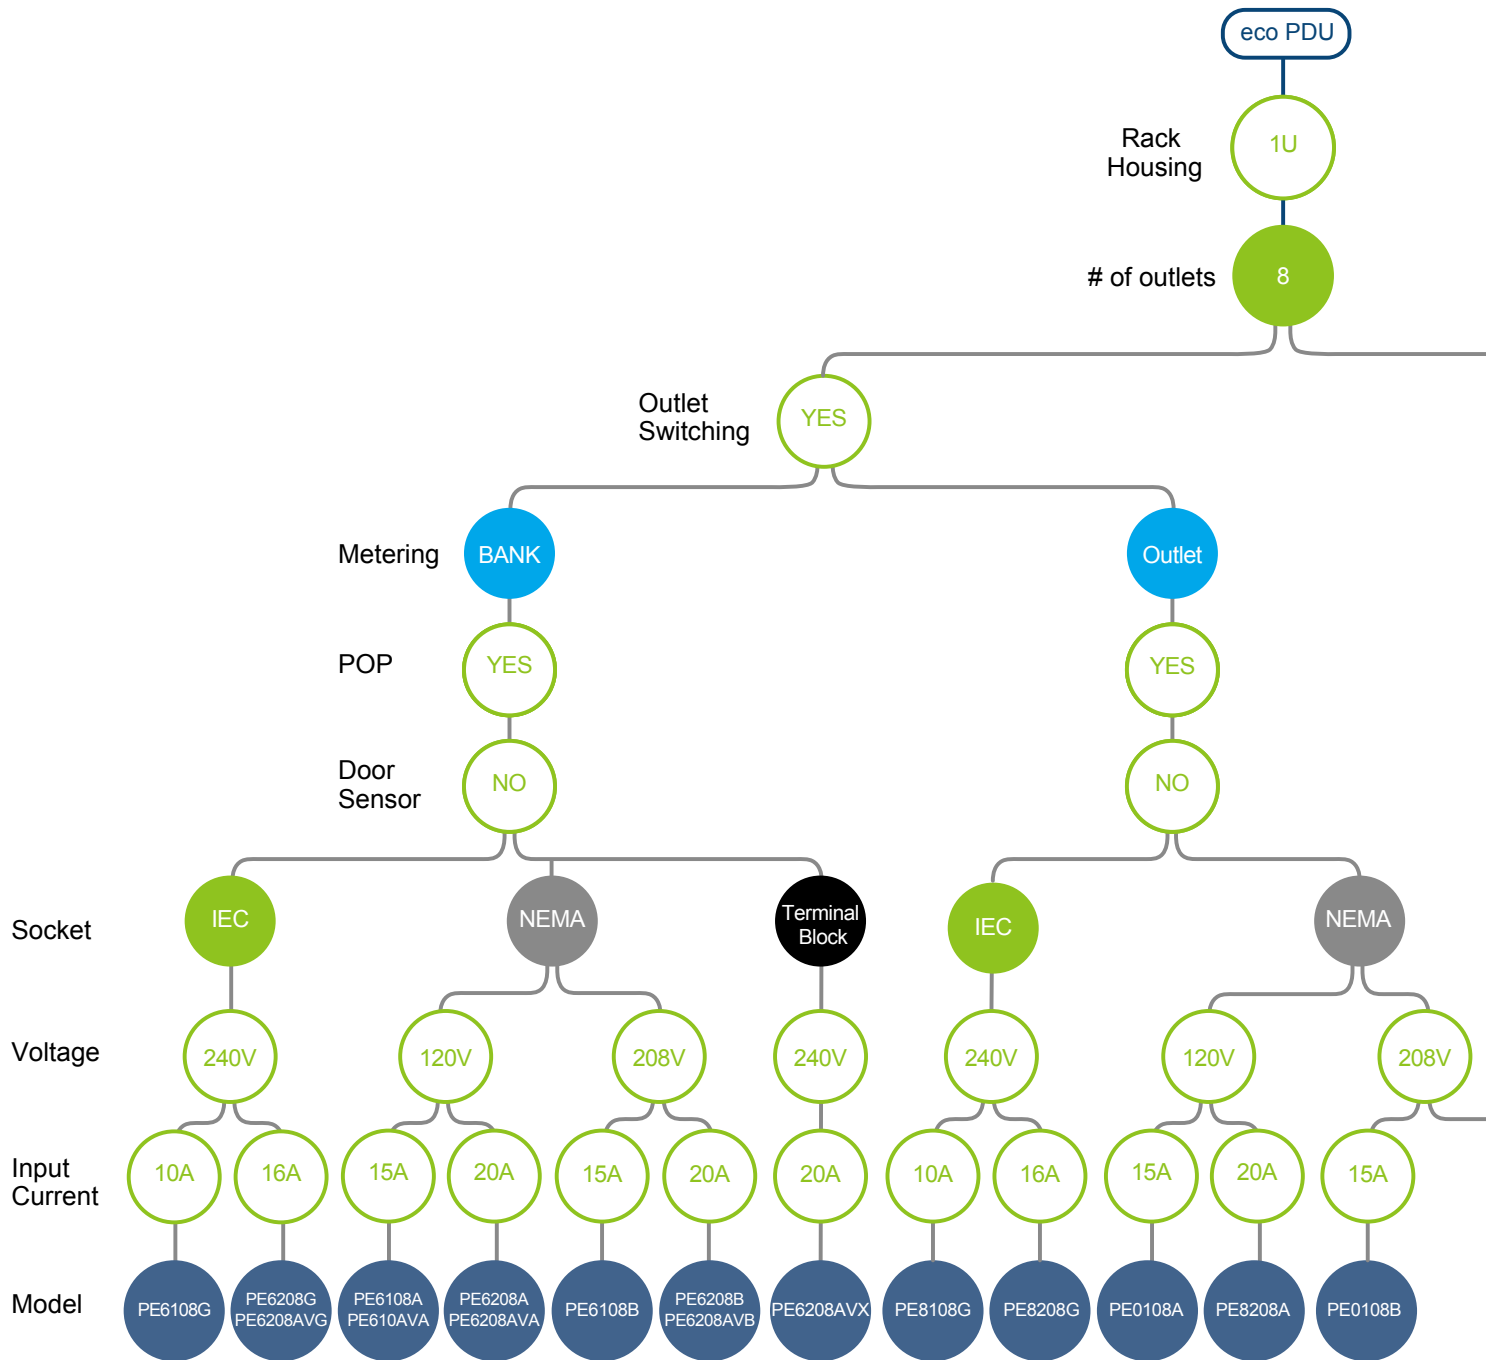 eco PDU
Rack
Housing
1U
# of outlets
8
Outlet
Switching
YES
Metering
BANK
Outlet
POP
YES
YES
Door
Sensor
NO
NO
Socket
IEC
NEMA
Terminal
Block
IEC
NEMA
Voltage
240V
120V
208V
240V
240V
120V
208V
Input
Current
10A
16A
15A
20A
15A
20A
20A
10A
16A
15A
20A
15A
Model
PE6108G
PE6208G
PE6208AVG
PE6108A
PE610AVA
PE6208A
PE6208AVA
PE6108B
PE6208B
PE6208AVB
PE6208AVX
PE8108G
PE8208G
PE0108A
PE8208A
PE0108B